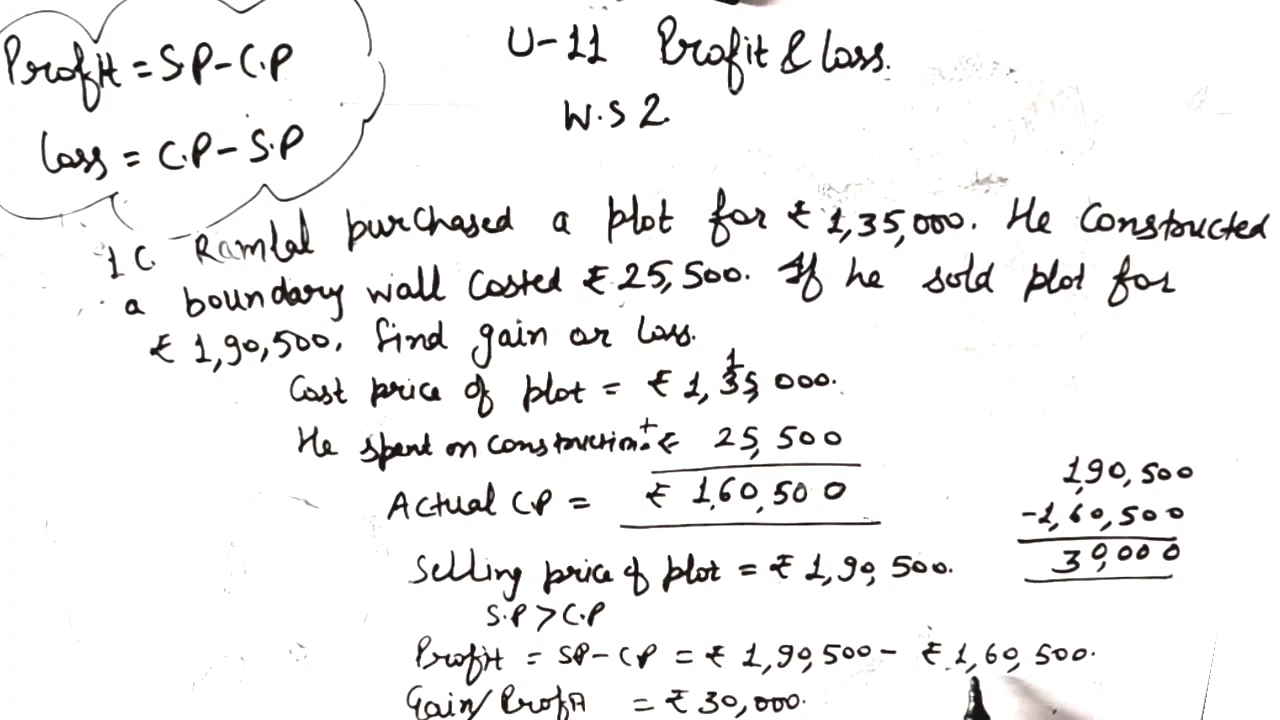 Profit = S.P - C.P
Loss = C.P - S.P
U-11 Profit & Loss.
W.S 2.
1 C. Ramlal purchased a plot for ₹ 1,35,000. He Constructed
a boundary wall Costed ₹ 25,500. If he sold plot for
₹ 1,90,500. find gain or loss.
Cost price of plot = ₹ 1,35,000.
1
He spent on construction = + ₹ 25,500
Actual C.P = ₹ 1,60,500
1,90,500
-1,60,500
30,000
Selling price of plot = ₹ 1,90,500.
S.P > C.P
Profit = SP - CP = ₹ 1,90,500 - ₹ 1,60,500.
Gain/Profit = ₹ 30,000.